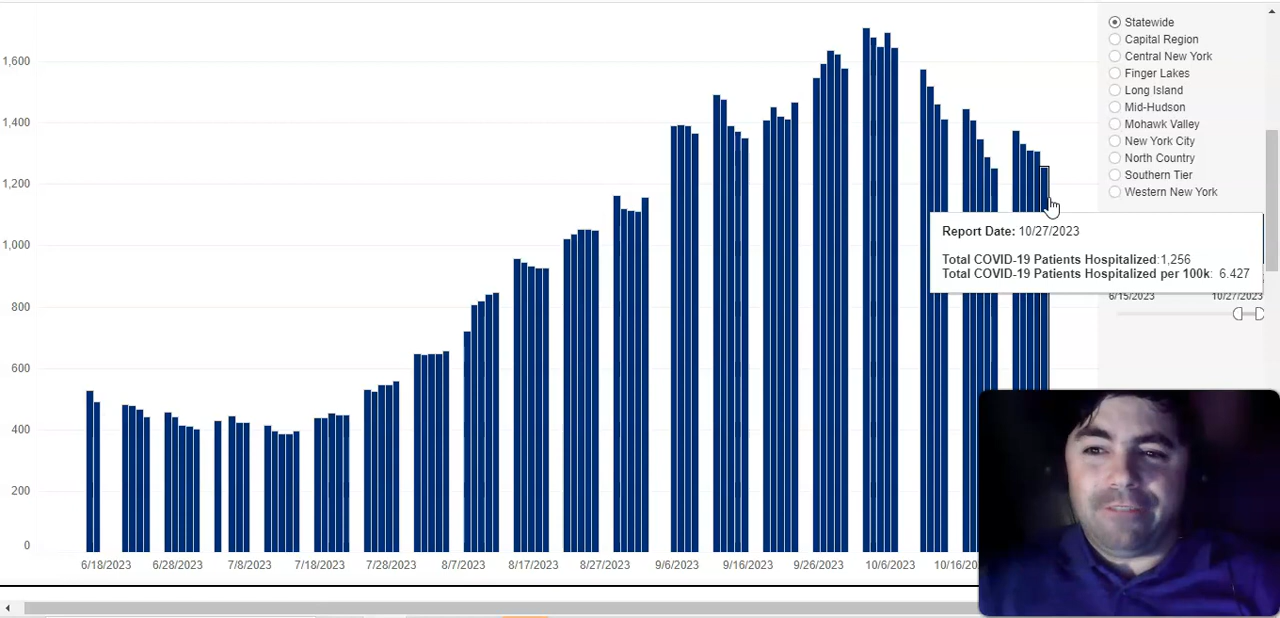 1,600
1,400
1,200
1,000
800
600
400
200
0
6/18/2023 6/28/2023 7/8/2023 7/18/2023 7/28/2023 8/7/2023 8/17/2023 8/27/2023 9/6/2023 9/16/2023 9/26/2023 10/6/2023 10/16/20
Statewide
Capital Region
Central New York
Finger Lakes
Long Island
Mid-Hudson
Mohawk Valley
New York City
North Country
Southern Tier
Western New York
Report Date: 10/27/2023
Total COVID-19 Patients Hospitalized:1,256
Total COVID-19 Patients Hospitalized per 100k: 6.427
6/15/2023 10/27/2023